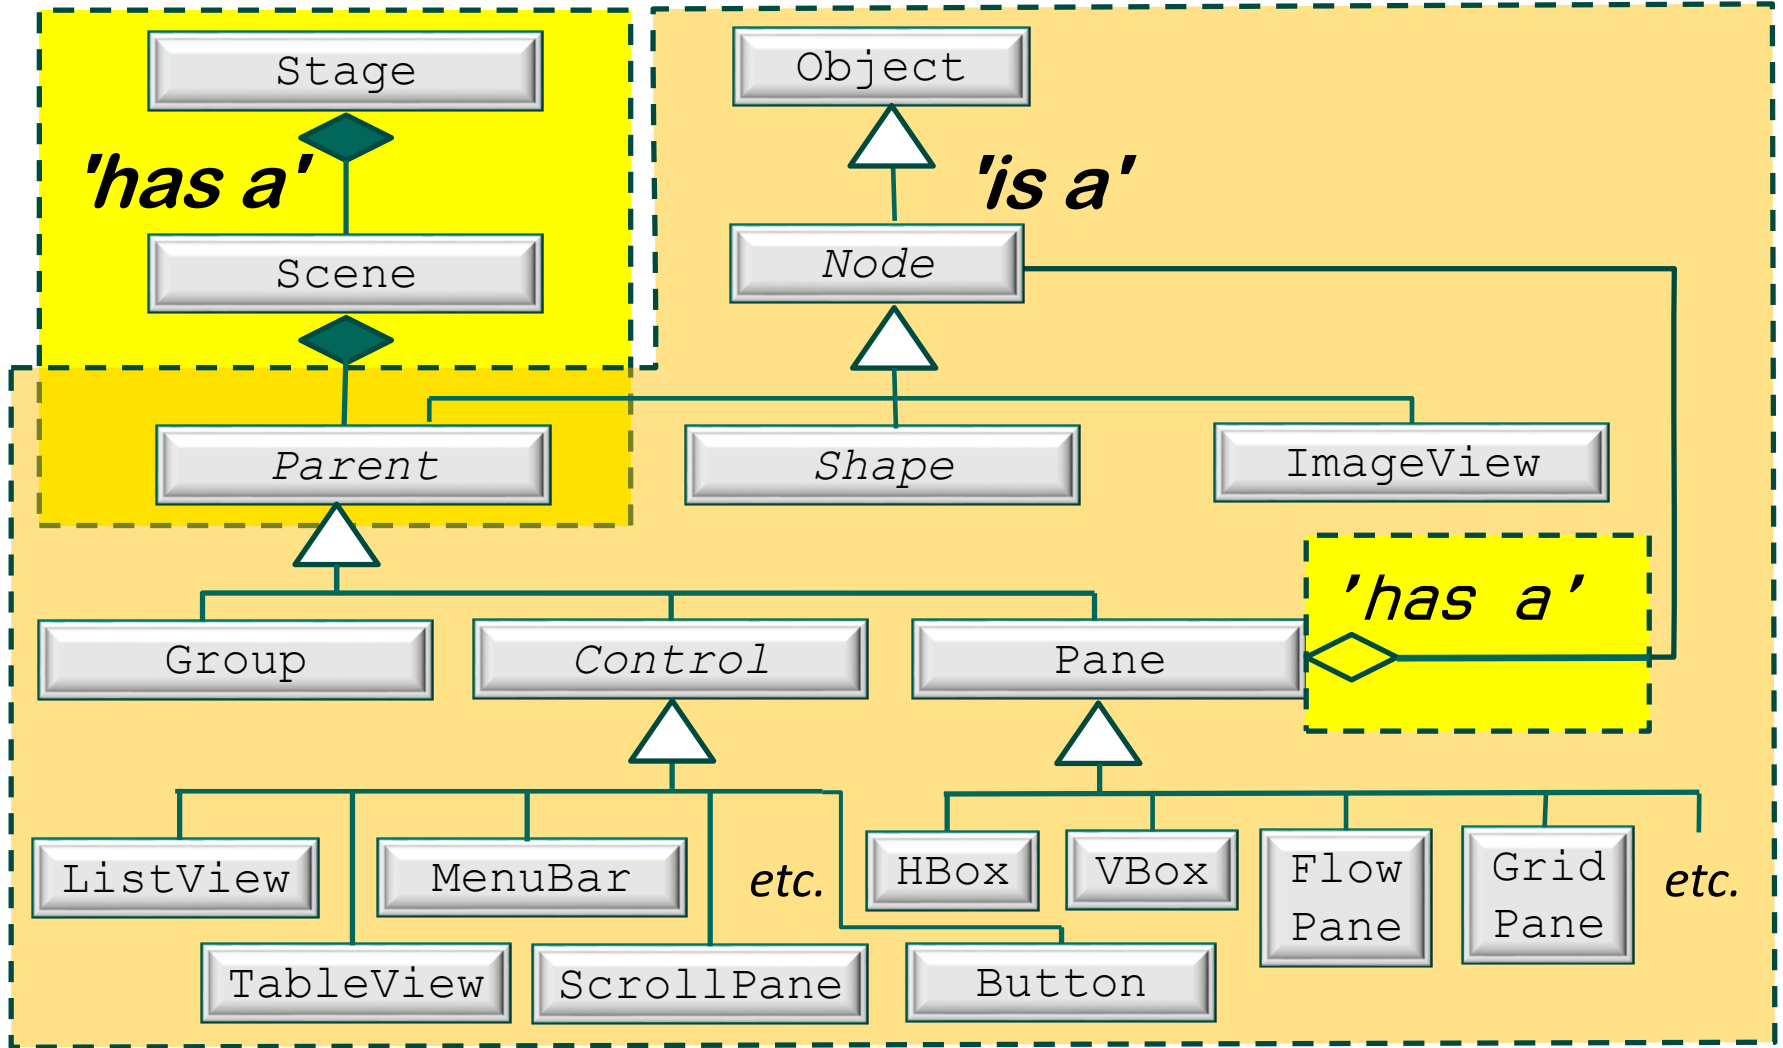 Stage
Object
'has a'
'is a'
Scene
Node
Parent
Shape
ImageView
'has a'
Group
Control
Pane
ListView
MenuBar
etc.
HBox
VBox
Flow
Pane
Grid
Pane
etc.
TableView
ScrollPane
Button